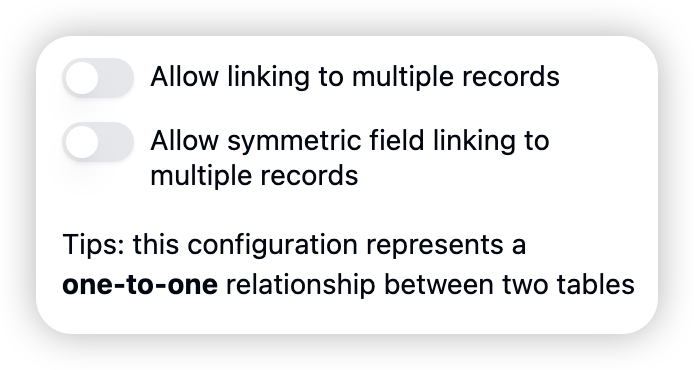 Allow linking to multiple records
Allow symmetric field linking to
multiple records
Tips: this configuration represents a
one-to-one relationship between two tables